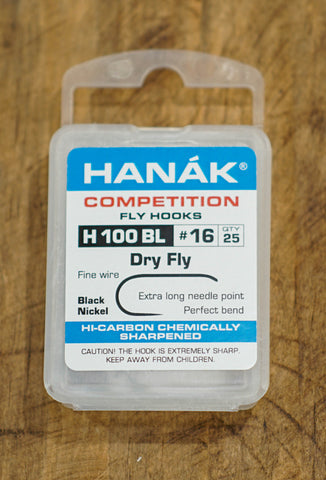 HANÁK®
COMPETITION
FLY HOOKS
H 100 BL #16 QTY 25
Dry Fly
Fine wire
Extra long needle point
Black
Nickel
Perfect bend
HI-CARBON CHEMICALLY
SHARPENED
CAUTION! THE HOOK IS EXTREMELY SHARP.
KEEP AWAY FROM CHILDREN.